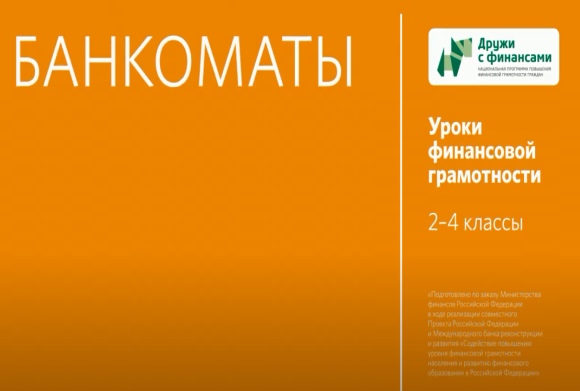 БАНКОМАТЫ
Дружи
с финансами
НАЦИОНАЛЬНАЯ ПРОГРАММА ПОВЫШЕНИЯ
ФИНАНСОВОЙ ГРАМОТНОСТИ ГРАЖДАН
Уроки
финансовой
грамотности
2-4 классы
«Подготовлено по заказу Министерства
финансов Российской Федерации
в ходе реализации совместного
Проекта Российской Федерации
и Международного банка реконструкции
и развития «Содействие повышению
уровня финансовой грамотности
населения и развитию финансового
образования в Российской Федерации».